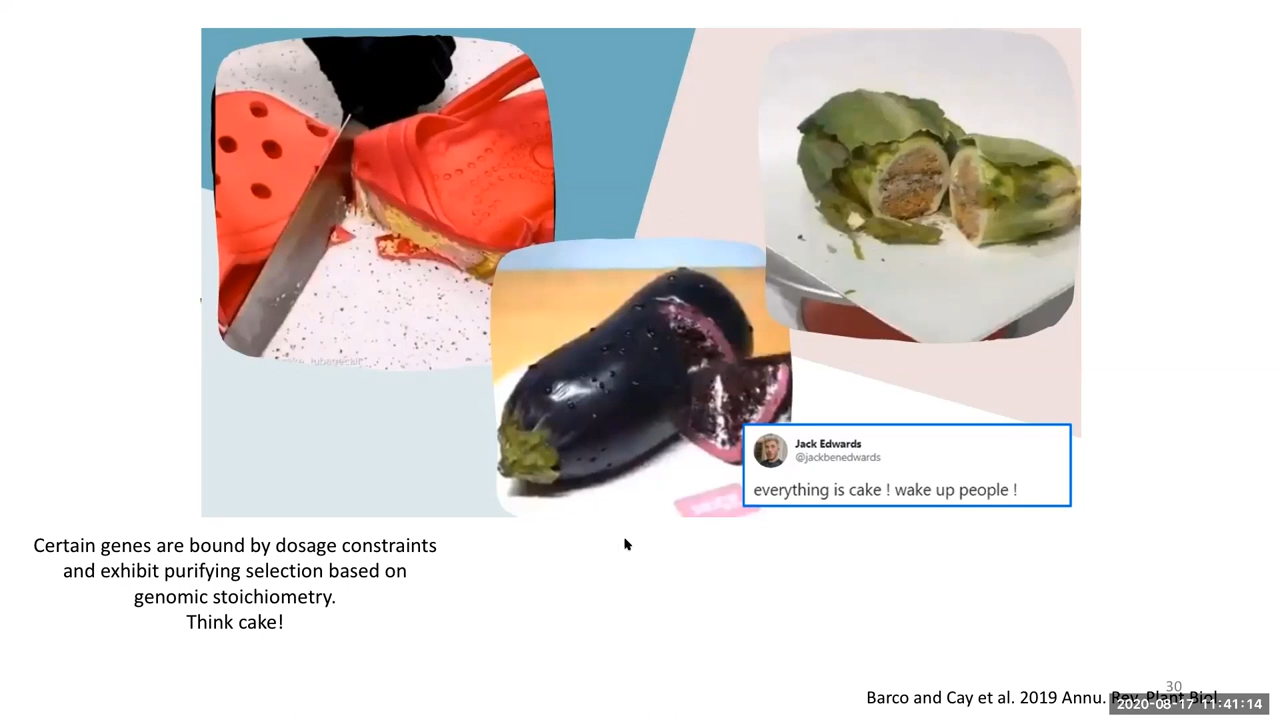 Jack Edwards
@jackbenedwards
everything is cake ! wake up people !
Certain genes are bound by dosage constraints
and exhibit purifying selection based on
genomic stoichiometry.
Think cake!
30
Barco and Cay et al. 2019 Annu. Rev. Plant Biol.
2020-08-17 11:41:14